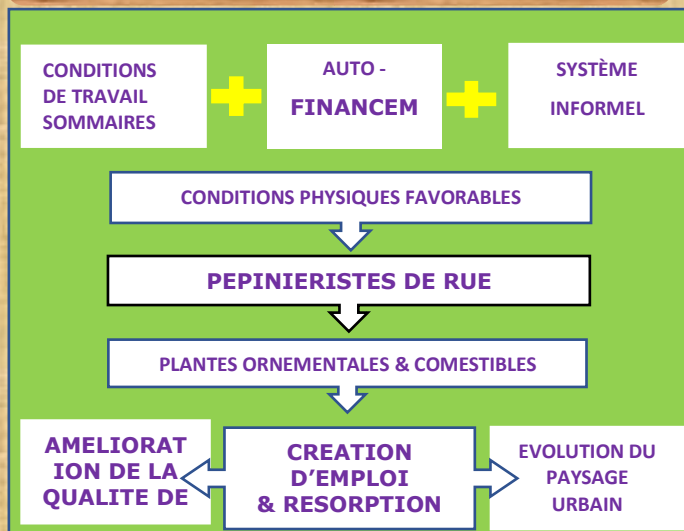 CONDITIONS
DE TRAVAIL
SOMMAIRES
AUTO -
FINANCEM
SYSTÈME
INFORMEL
CONDITIONS PHYSIQUES FAVORABLES
PEPINIERISTES DE RUE
PLANTES ORNEMENTALES & COMESTIBLES
AMELIORAT
ION DE LA
QUALITE DE
CREATION
D’EMPLOI
& RESORPTION
EVOLUTION DU
PAYSAGE
URBAIN